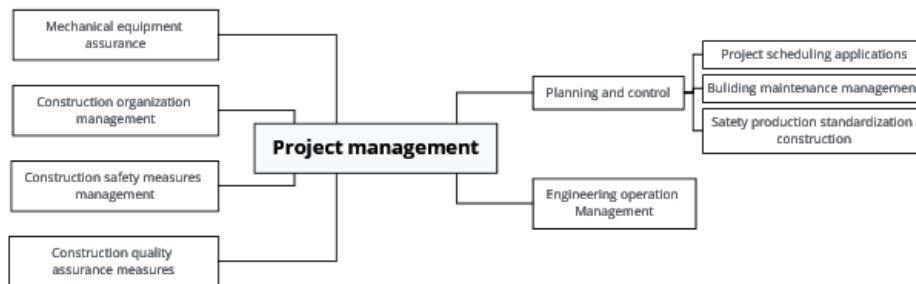 Mechanical equipment
assurance
Construction organization
management
Construction safety measures
management
Construction quality
assurance measures
Project management
Planning and control
Engineering operation
Management
Project scheduling applications
Buliding maintenance management
Satety production standardization
construction